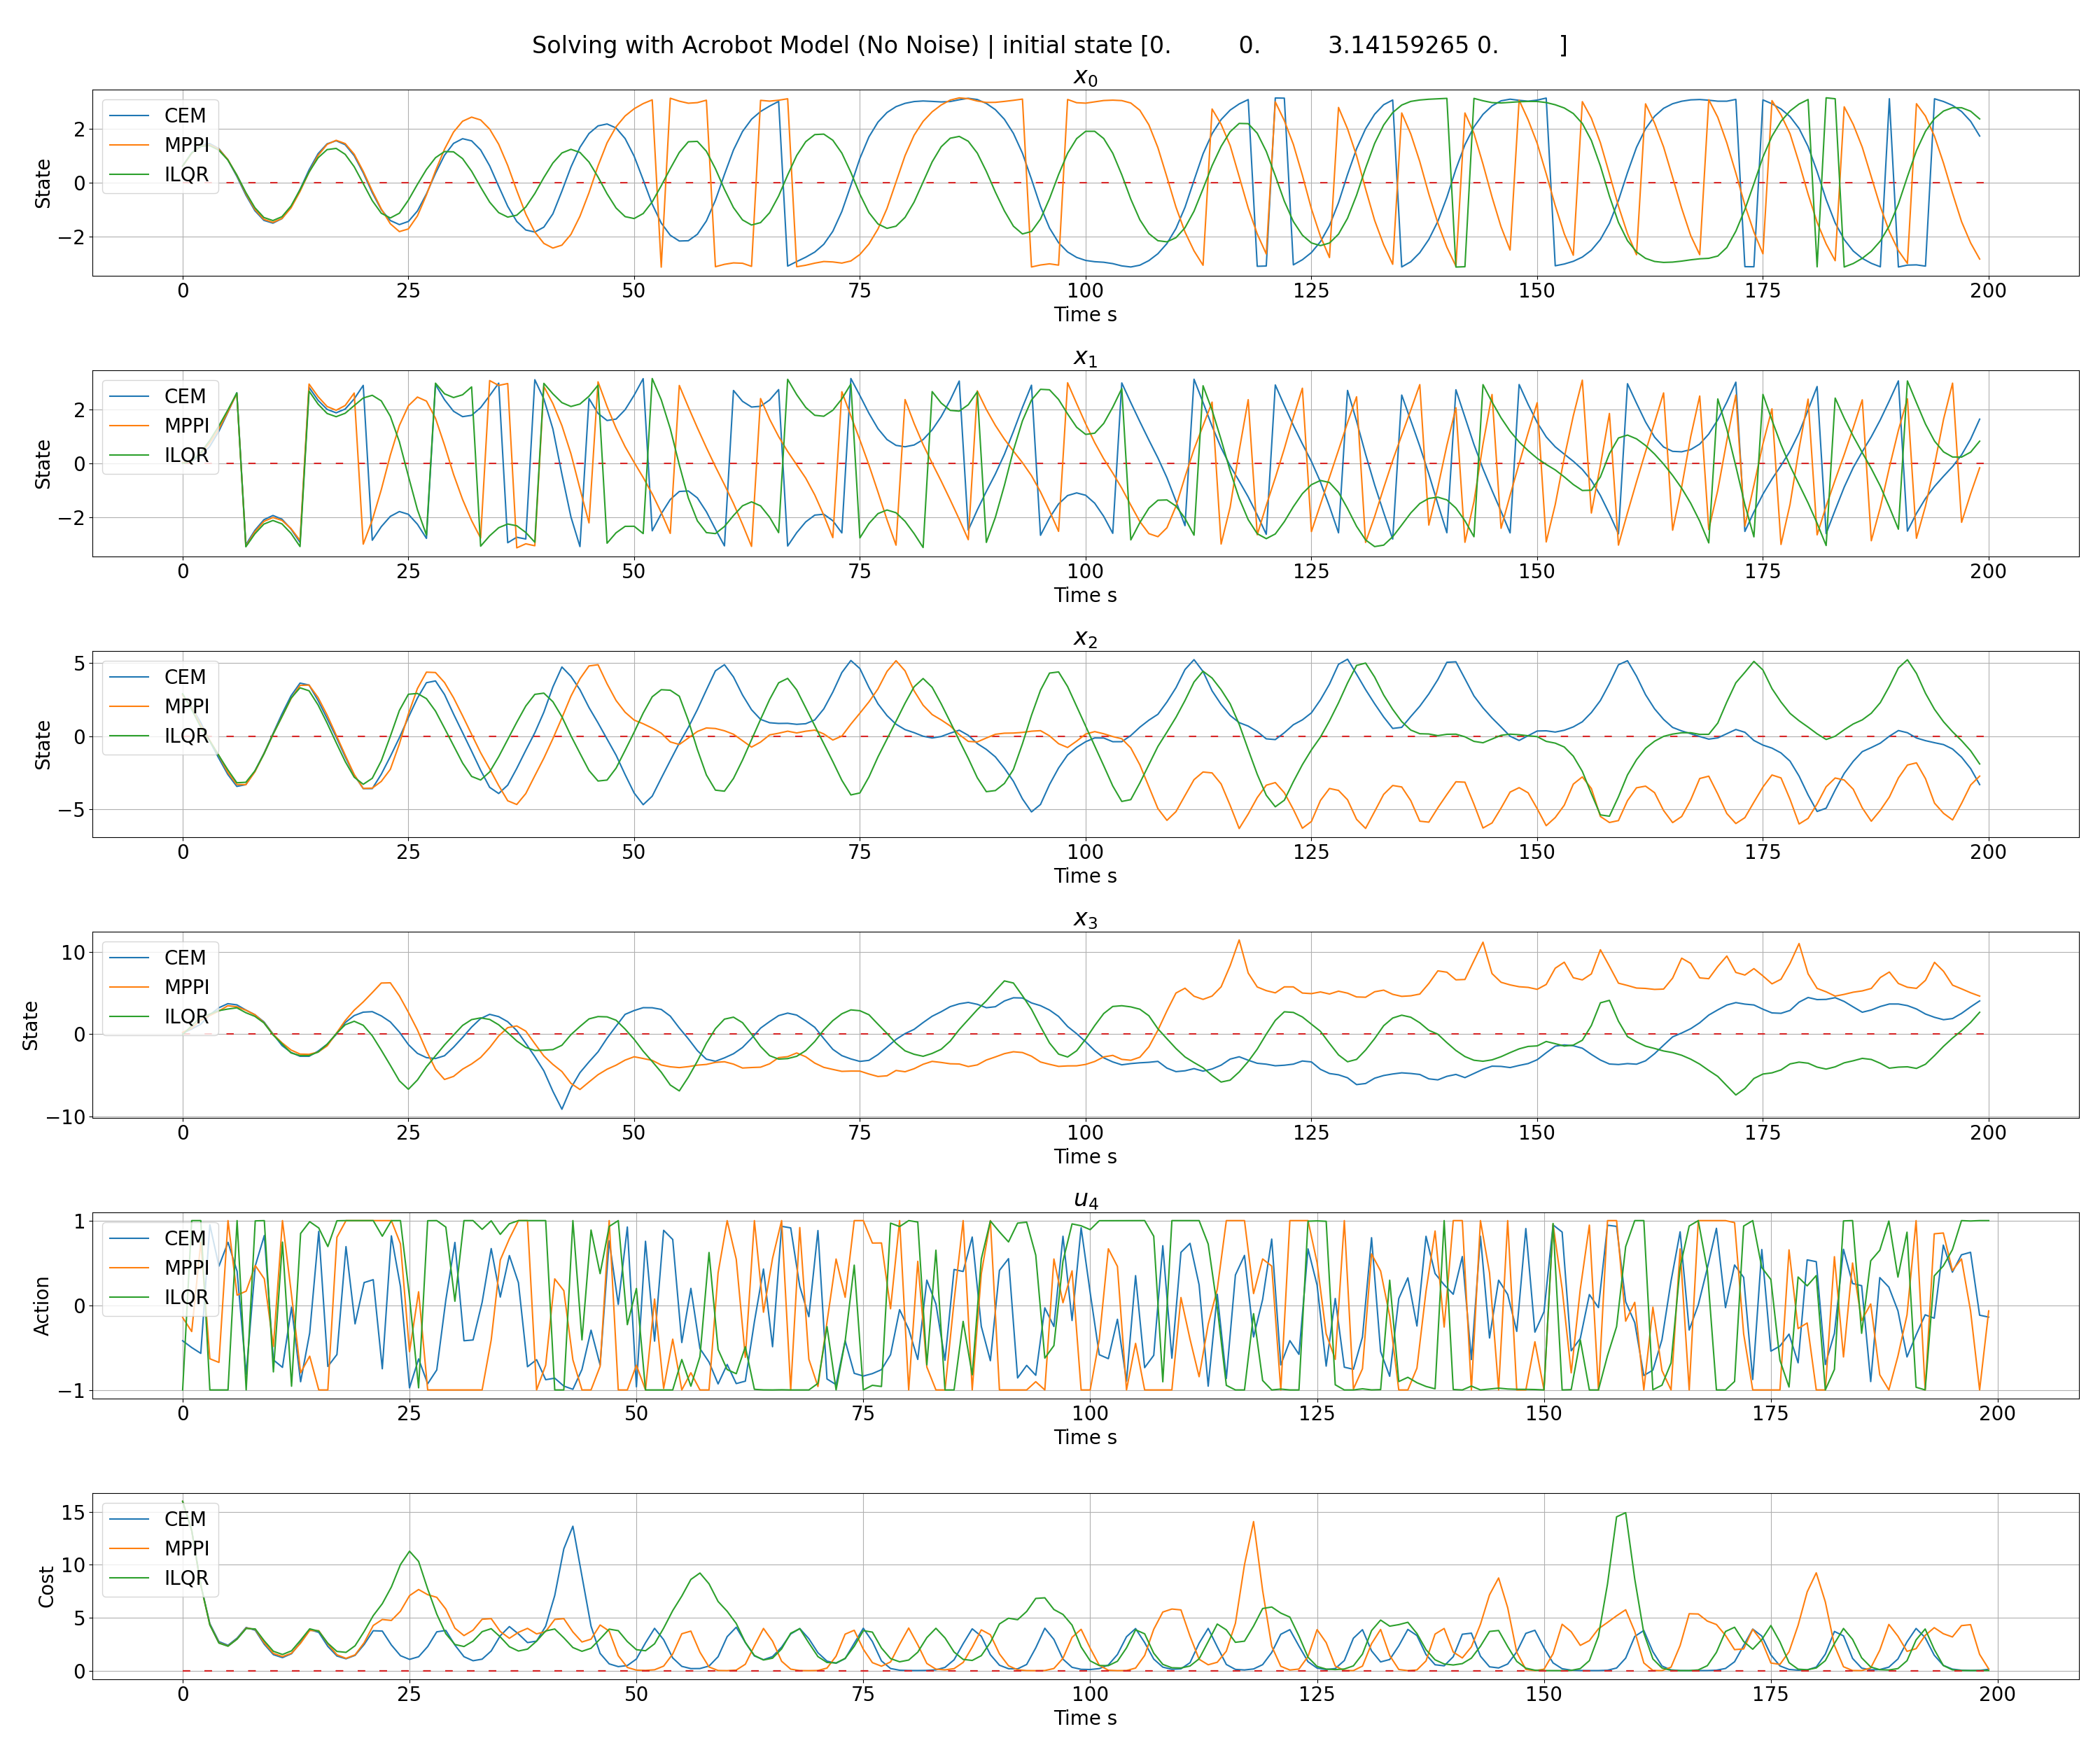 Solving with Acrobot Model (No Noise) | initial state [0. 0. 3.14159265 0. ]
x0
CEM
MPPI
ILQR
State
2
0
−2
0 25 50 75 100 125 150 175 200
Time s
x1
CEM
MPPI
ILQR
State
2
0
−2
0 25 50 75 100 125 150 175 200
Time s
x2
CEM
MPPI
ILQR
State
5
0
−5
0 25 50 75 100 125 150 175 200
Time s
x3
CEM
MPPI
ILQR
State
10
0
−10
0 25 50 75 100 125 150 175 200
Time s
u4
CEM
MPPI
ILQR
Action
1
0
−1
0 25 50 75 100 125 150 175 200
Time s
CEM
MPPI
ILQR
Cost
15
10
5
0
0 25 50 75 100 125 150 175 200
Time s